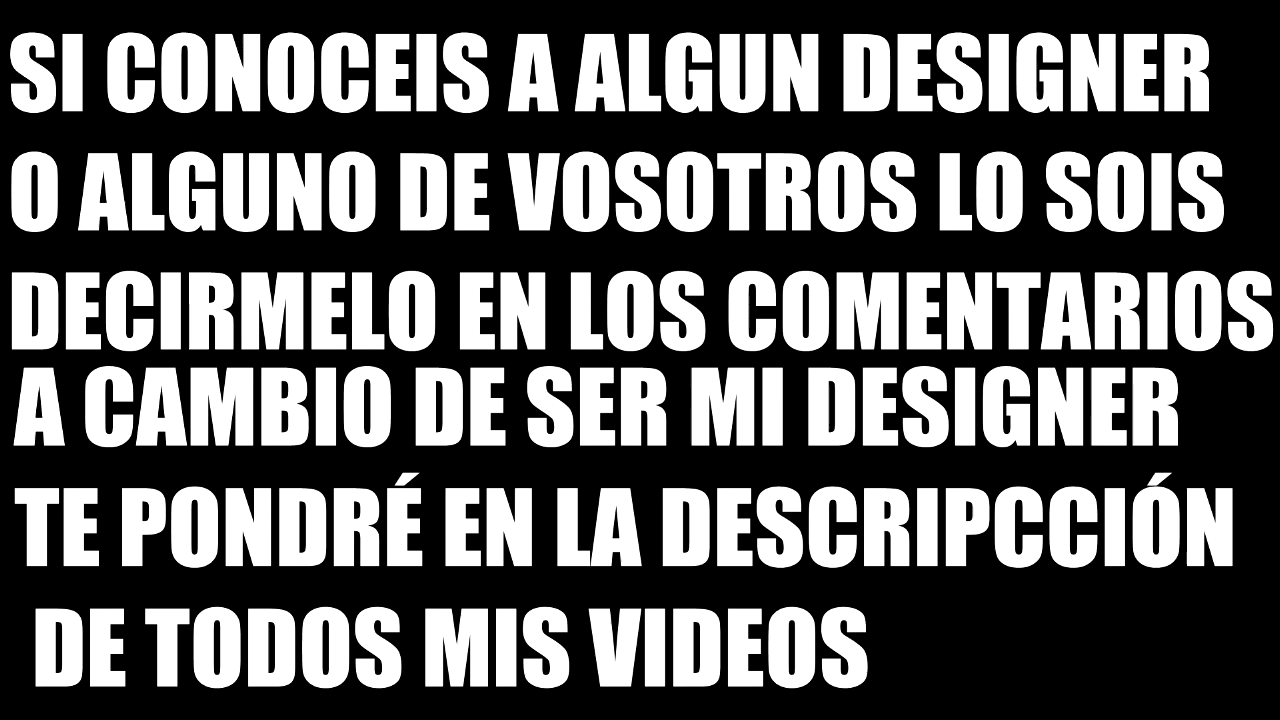 SI CONOCEIS A ALGUN DESIGNER
O ALGUNO DE VOSOTROS LO SOIS
DECIRMELO EN LOS COMENTARIOS
A CAMBIO DE SER MI DESIGNER
TE PONDRÉ EN LA DESCRIPCCIÓN
DE TODOS MIS VIDEOS